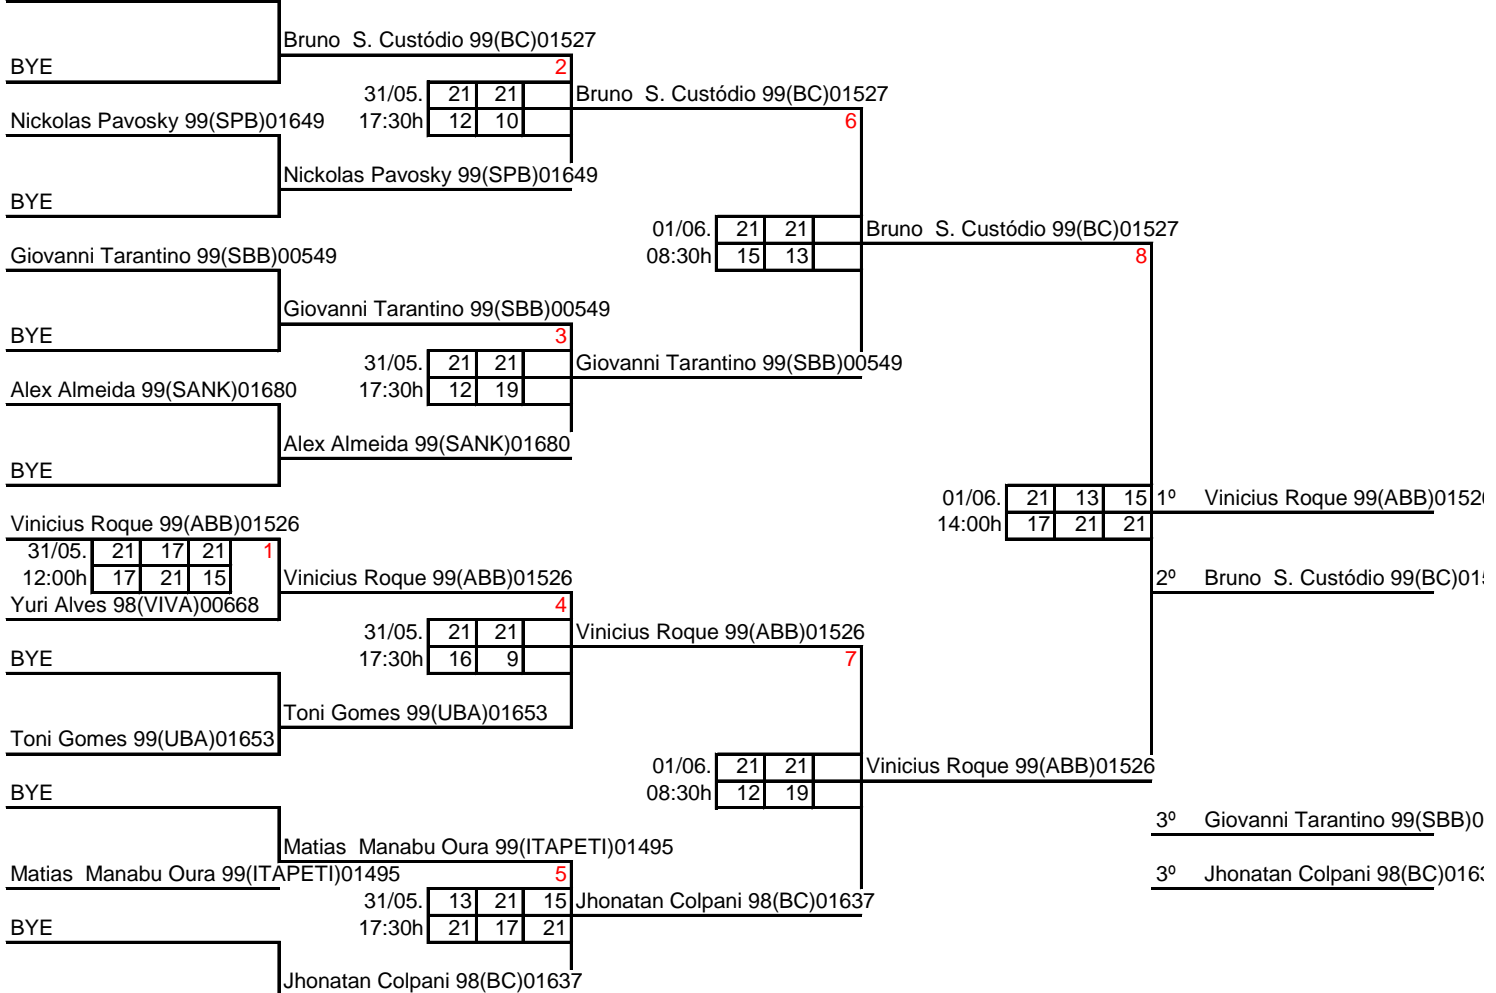 Bruno  S. Custódio 99(BC)01527
BYE
2
31/05. 21 21
Bruno  S. Custódio 99(BC)01527
Nickolas Pavosky 99(SPB)01649
17:30h 12 10
6
Nickolas Pavosky 99(SPB)01649
BYE
01/06. 21 21
Bruno  S. Custódio 99(BC)01527
Giovanni Tarantino 99(SBB)00549
08:30h 15 13
8
Giovanni Tarantino 99(SBB)00549
BYE
3
31/05. 21 21
Giovanni Tarantino 99(SBB)00549
Alex Almeida 99(SANK)01680
17:30h 12 19
Alex Almeida 99(SANK)01680
BYE
01/06. 21 13 15
1º Vinicius Roque 99(ABB)0152
Vinicius Roque 99(ABB)01526
14:00h 17 21 21
31/05. 21 17 21 1
12:00h 17 21 15
Vinicius Roque 99(ABB)01526
2º Bruno  S. Custódio 99(BC)01
Yuri Alves 98(VIVA)00668
4
31/05. 21 21
Vinicius Roque 99(ABB)01526
BYE
17:30h 16 9
7
Toni Gomes 99(UBA)01653
Toni Gomes 99(UBA)01653
01/06. 21 21
Vinicius Roque 99(ABB)01526
BYE
08:30h 12 19
3º Giovanni Tarantino 99(SBB)0
Matias  Manabu Oura 99(ITAPETI)01495
Matias  Manabu Oura 99(ITAPETI)01495
5
3º Jhonatan Colpani 98(BC)016
31/05. 13 21 15
Jhonatan Colpani 98(BC)01637
BYE
17:30h 21 17 21
Jhonatan Colpani 98(BC)01637